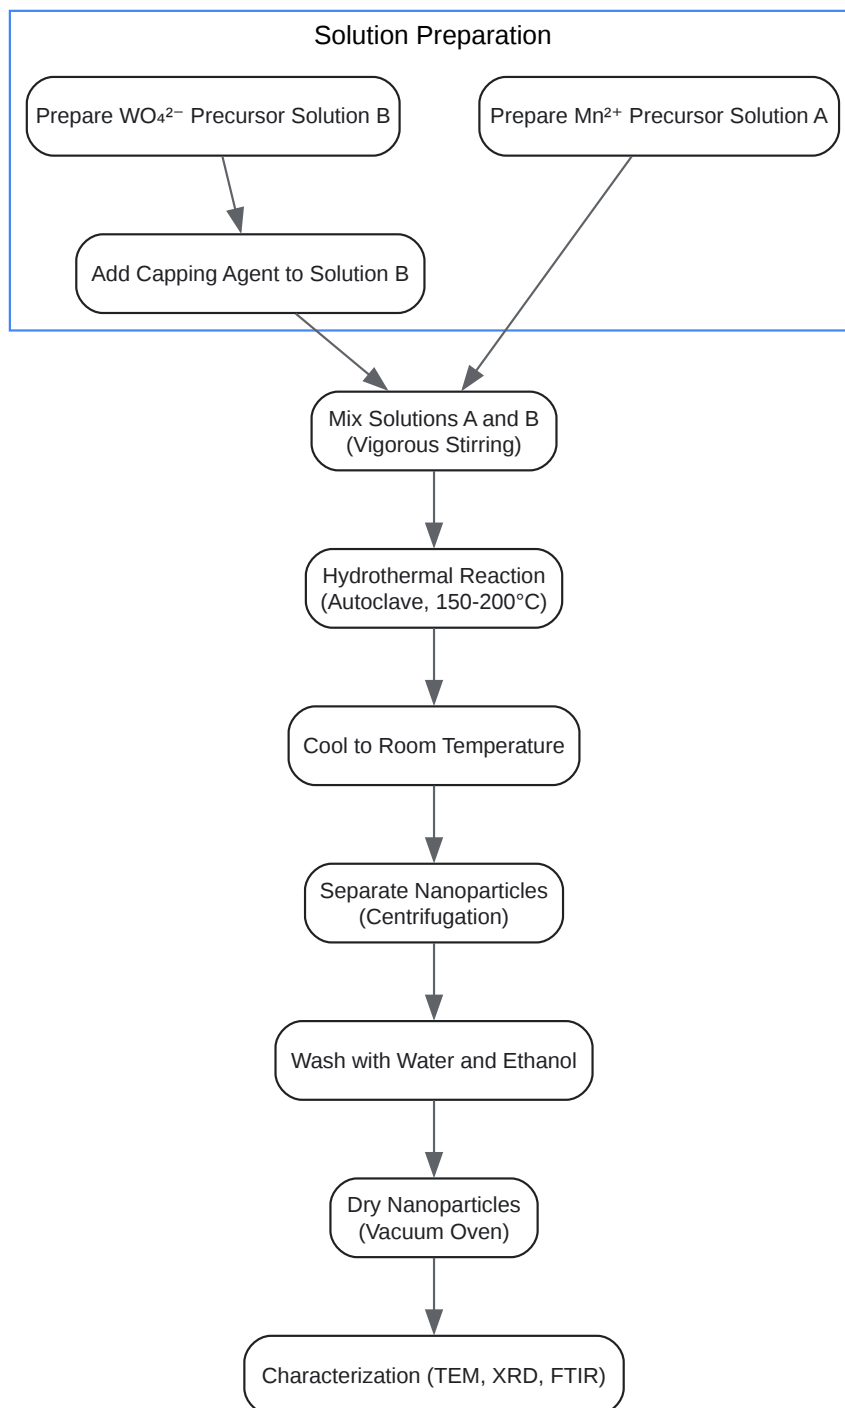 Solution Preparation
Prepare WO₄²⁻ Precursor Solution B
Prepare Mn²⁺ Precursor Solution A
Add Capping Agent to Solution B
Mix Solutions A and B
(Vigorous Stirring)
Hydrothermal Reaction
(Autoclave, 150-200°C)
Cool to Room Temperature
Separate Nanoparticles
(Centrifugation)
Wash with Water and Ethanol
Dry Nanoparticles
(Vacuum Oven)
Characterization (TEM, XRD, FTIR)